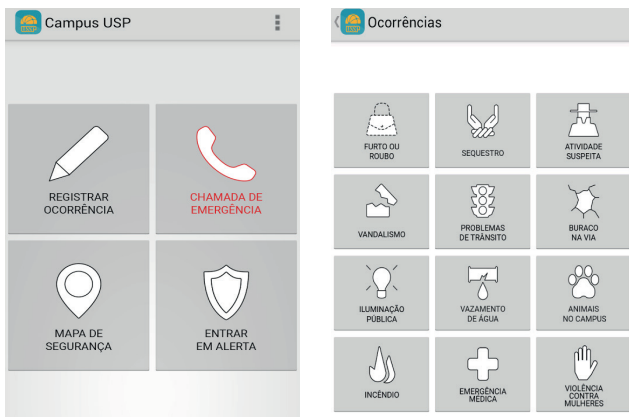 Campus USP
REGISTRAR
OCORRÊNCIA
CHAMADA DE
EMERGÊNCIA
MAPA DE
SEGURANÇA
ENTRAR
EM ALERTA
Ocorrências
FURTO OU
ROUBO
SEQUESTRO
ATIVIDADE
SUSPEITA
VANDALISMO
PROBLEMAS
DE TRÂNSITO
BURACO
NA VIA
ILUMINAÇÃO
PÚBLICA
VAZAMENTO
DE ÁGUA
ANIMAIS
NO CAMPUS
INCÊNDIO
EMERGÊNCIA
MÉDICA
VIOLÊNCIA
CONTRA
MULHERES